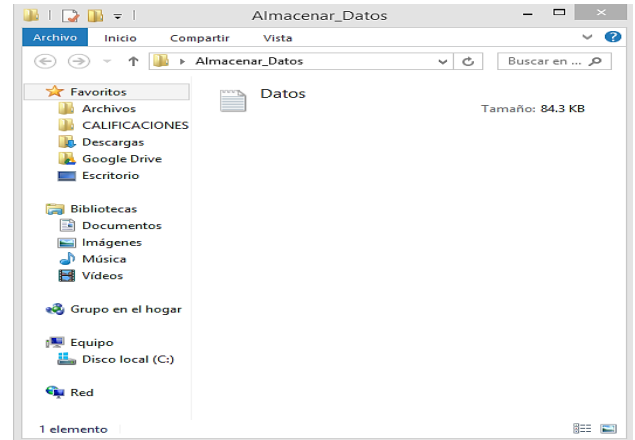 Almacenar_Datos
Archivo Inicio Compartir Vista
Almacenar_Datos Buscar en ...
Favoritos
Archivos
CALIFICACIONES
Descargas
Google Drive
Escritorio
Bibliotecas
Documentos
Imágenes
Música
Vídeos
Grupo en el hogar
Equipo
Disco local (C:)
Red
Datos
Tamaño: 84.3 KB
1 elemento